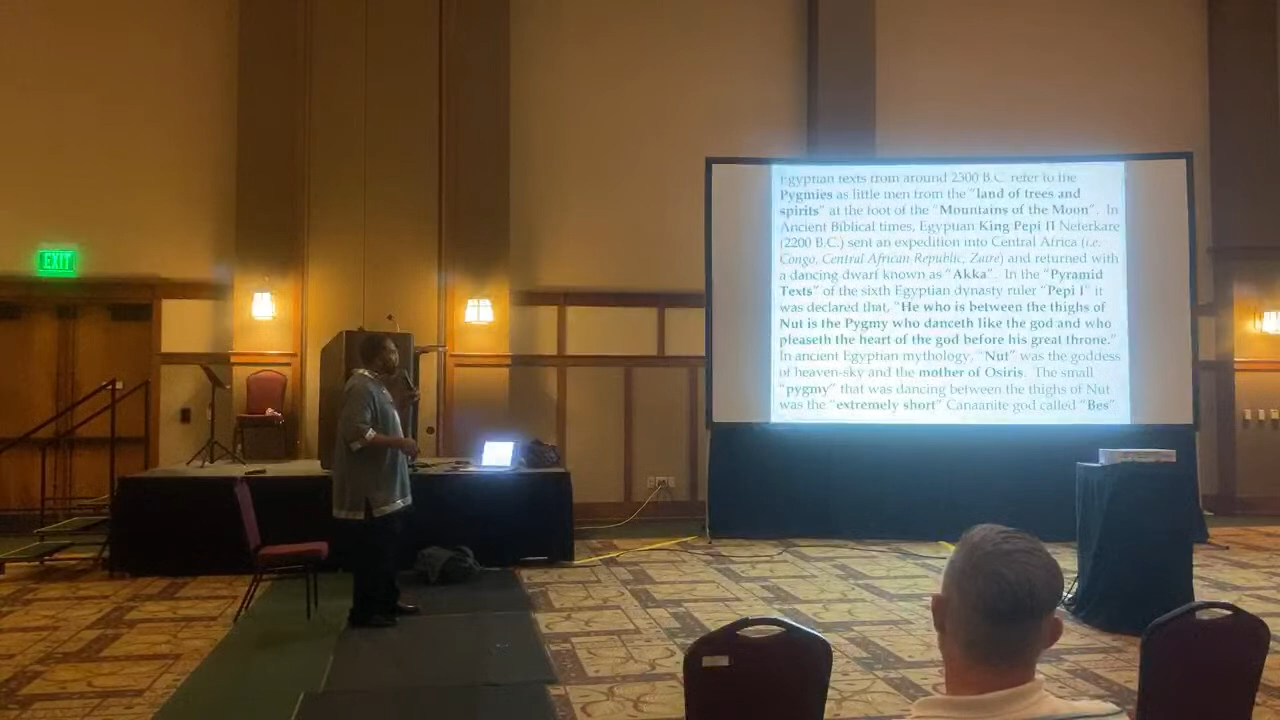 EXIT
Egyptian texts from around 2300 B.C. refer to the
Pygmies as little men from the "land of trees and
spirits" at the foot of the "Mountains of the Moon". In
Ancient Biblical times, Egyptian King Pepi II Neferkare
(2200 B.C.) sent an expedition into Central Africa (i.e.
Congo, Central African Republic, Zaire) and returned with
a dancing dwarf known as "Akka". In the "Pyramid
Texts" of the sixth Egyptian dynasty ruler "Pepi I" it
was declared that, "He who is between the thighs of
Nut is the Pygmy who danceth like the god and who
pleaseth the heart of the god before his great throne."
In ancient Egyptian mythology, "Nut" was the goddess
of heaven-sky and the mother of Osiris. The small
"pygmy" that was dancing between the thighs of Nut
was the "extremely short" Canaanite god called "Bes"